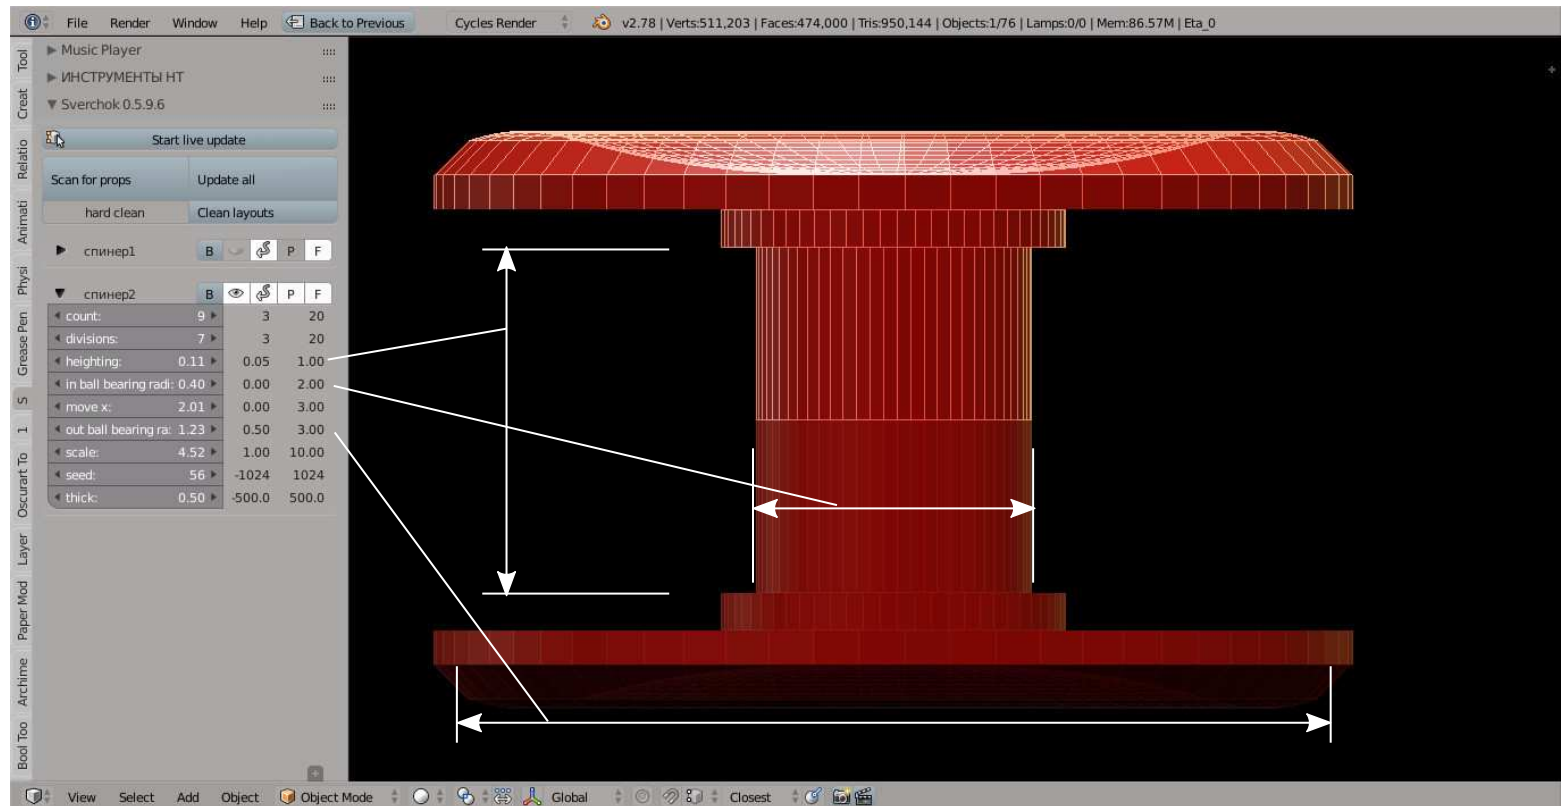 File Render Window Help Back to Previous Cycles Render v2.78 | Verts:511,203 | Faces:474,000 | Tris:950,144 | Objects:1/76 | Lamps:0/0 | Mem:86.57M | Eta_0
Tool
Creat
Relatio
Animati
Physi
Grease Pen
S
1
Oscurart To
Layer
Paper Mod
Archime
Bool Too
Music Player
ИНСТРУМЕНТЫ НТ
Sverchok 0.5.9.6
Start live update
Scan for props Update all
hard clean Clean layouts
спинер1 B P F
спинер2 B P F
count: 9 3 20
divisions: 7 3 20
heighting: 0.11 0.05 1.00
in ball bearing radi: 0.40 0.00 2.00
move x: 2.01 0.00 3.00
out ball bearing ra: 1.23 0.50 3.00
scale: 4.52 1.00 10.00
seed: 56 -1024 1024
thick: 0.50 -500.0 500.0
View Select Add Object Object Mode Global Closest